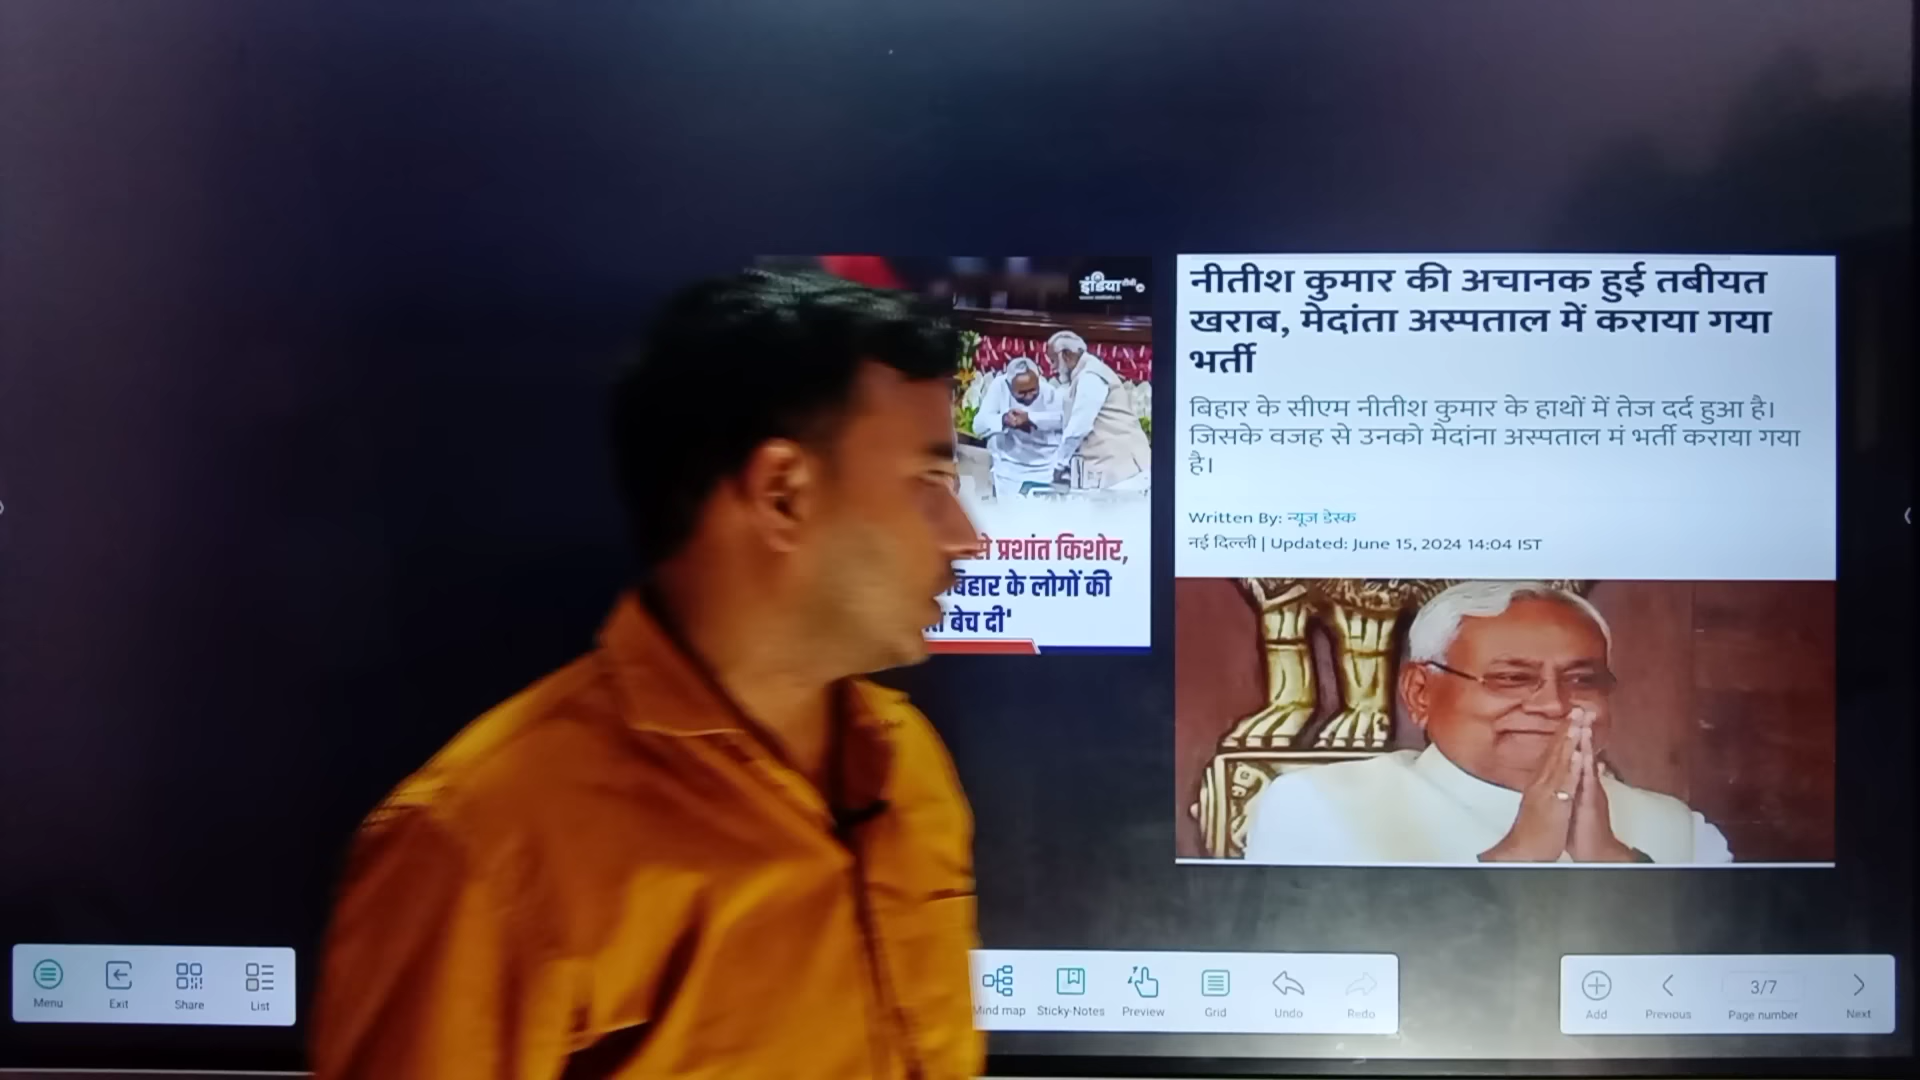 इंडिया
से प्रशांत किशोर,
बिहार के लोगों की
बेच दी'
नीतीश कुमार की अचानक हुई तबीयत
खराब, मेदांता अस्पताल में कराया गया
भर्ती
बिहार के सीएम नीतीश कुमार के हाथों में तेज दर्द हुआ है।
जिसके वजह से उनको मेदांना अस्पताल मं भर्ती कराया गया
है।
Written By: न्यूज डेस्क
नई दिल्ली | Updated: June 15, 2024 14:04 IST
Menu
Exit
Share
List
Mind map
Sticky-Notes
Preview
Grid
Undo
Redo
Add
Previous
3/7
Page number
Next